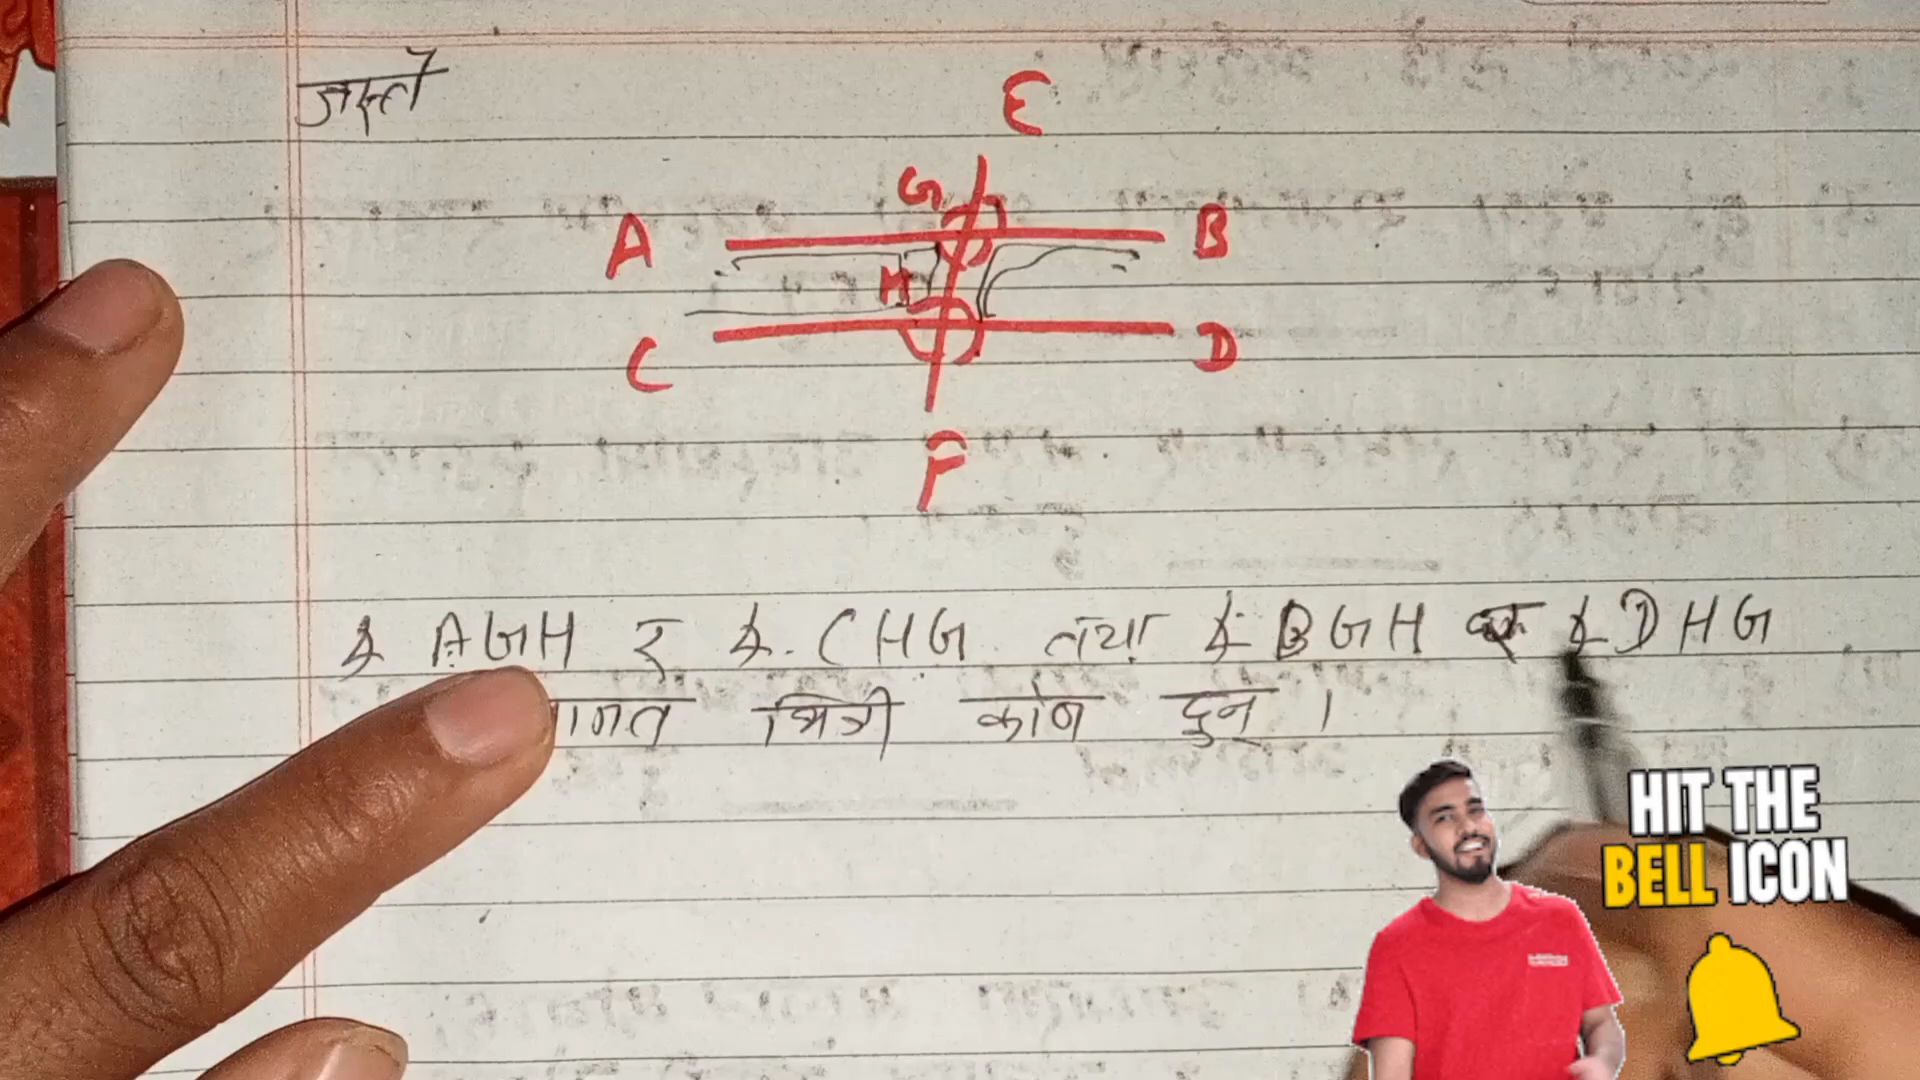 जस्तै
E
G
A B
H
C D
F
∡ AGH र ∡ CHG तथा ∡ BGH र ∡ DHG
भित्री कोण हुन् ।
HIT THE
BELL ICON